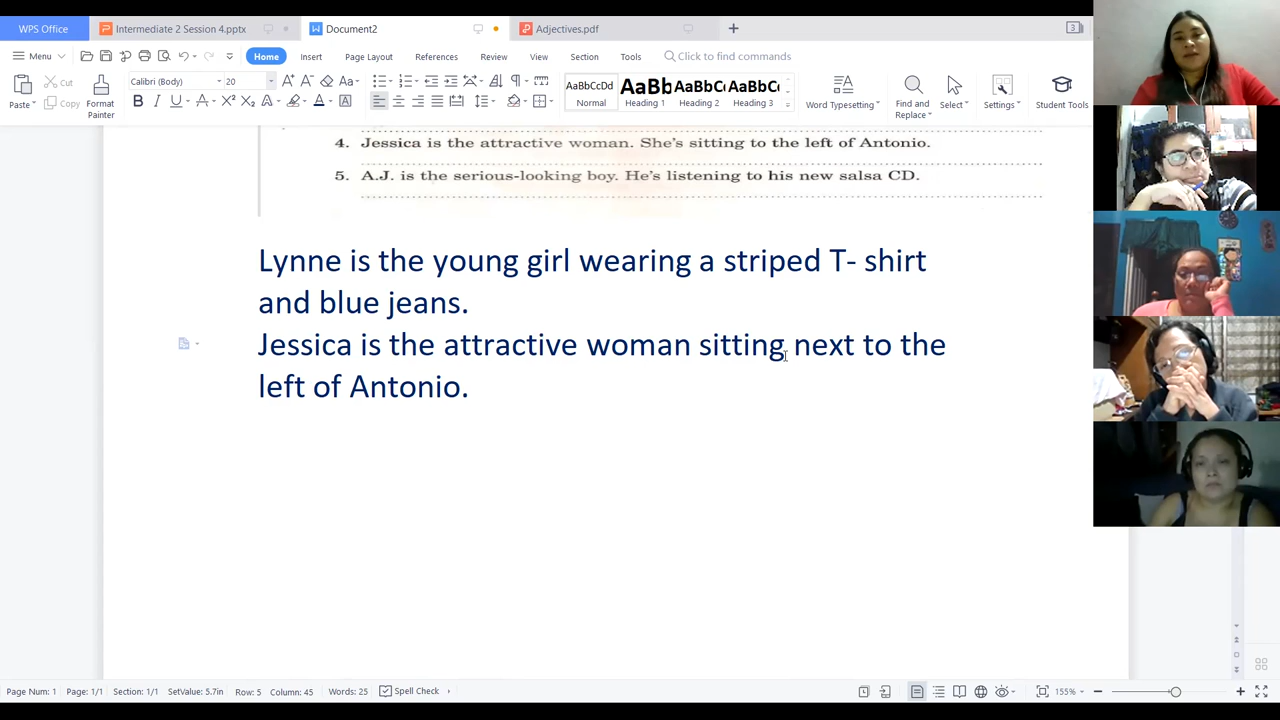 WPS Office Intermediate 2 Session 4.pptx Document2 Adjectives.pdf
Menu Home Insert Page Layout References Review View Section Tools Click to find commands
Paste Cut Copy Format Painter Calibri (Body) 20 AaBbCcDd Normal AaBb Heading 1 AaBbC Heading 2 AaBbC Heading 3 Word Typesetting Find and Replace Select Settings Student Tools
4. Jessica is the attractive woman. She's sitting to the left of Antonio.
5. A.J. is the serious-looking boy. He's listening to his new salsa CD.
Lynne is the young girl wearing a striped T- shirt
and blue jeans.
Jessica is the attractive woman sitting next to the
left of Antonio.
Page Num: 1 Page: 1/1 Section: 1/1 SetValue: 5.7in Row: 5 Column: 45 Words: 25 Spell Check 155%